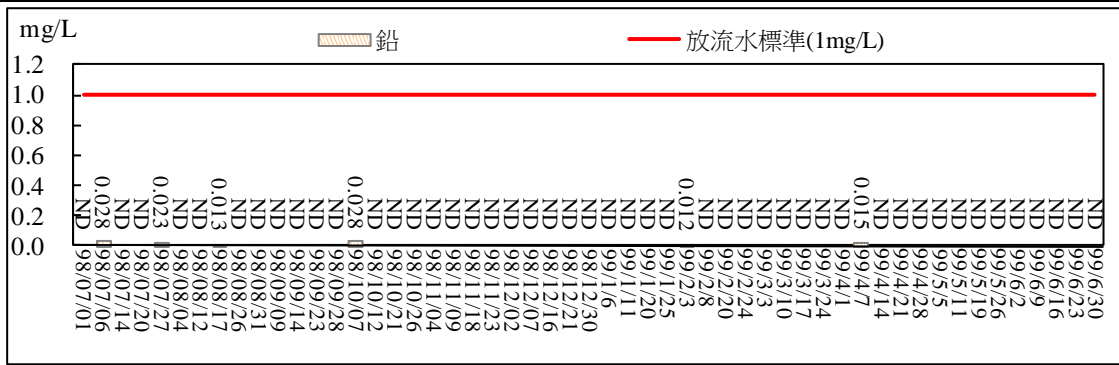 mg/L
鉛
放流水標準(1mg/L)
1.2
1.0
0.8
0.6
0.4
0.2
0.0
ND 0.028 ND ND 0.023 ND ND 0.013 ND ND ND ND ND ND 0.028 ND ND ND ND ND ND ND ND ND ND ND ND ND ND ND ND 0.012 ND ND ND ND ND ND ND ND 0.015 ND ND ND ND ND ND ND ND ND ND ND ND
98/07/01 98/07/06 98/07/14 98/07/20 98/07/27 98/08/04 98/08/12 98/08/17 98/08/26 98/08/31 98/09/09 98/09/14 98/09/23 98/09/28 98/10/07 98/10/12 98/10/21 98/10/26 98/11/04 98/11/09 98/11/18 98/11/23 98/12/02 98/12/07 98/12/16 98/12/21 98/12/30 99/1/6 99/1/11 99/1/20 99/1/25 99/2/3 99/2/8 99/2/20 99/2/24 99/3/3 99/3/10 99/3/17 99/3/24 99/4/1 99/4/7 99/4/14 99/4/21 99/4/28 99/5/5 99/5/11 99/5/19 99/5/26 99/6/2 99/6/9 99/6/16 99/6/23 99/6/30